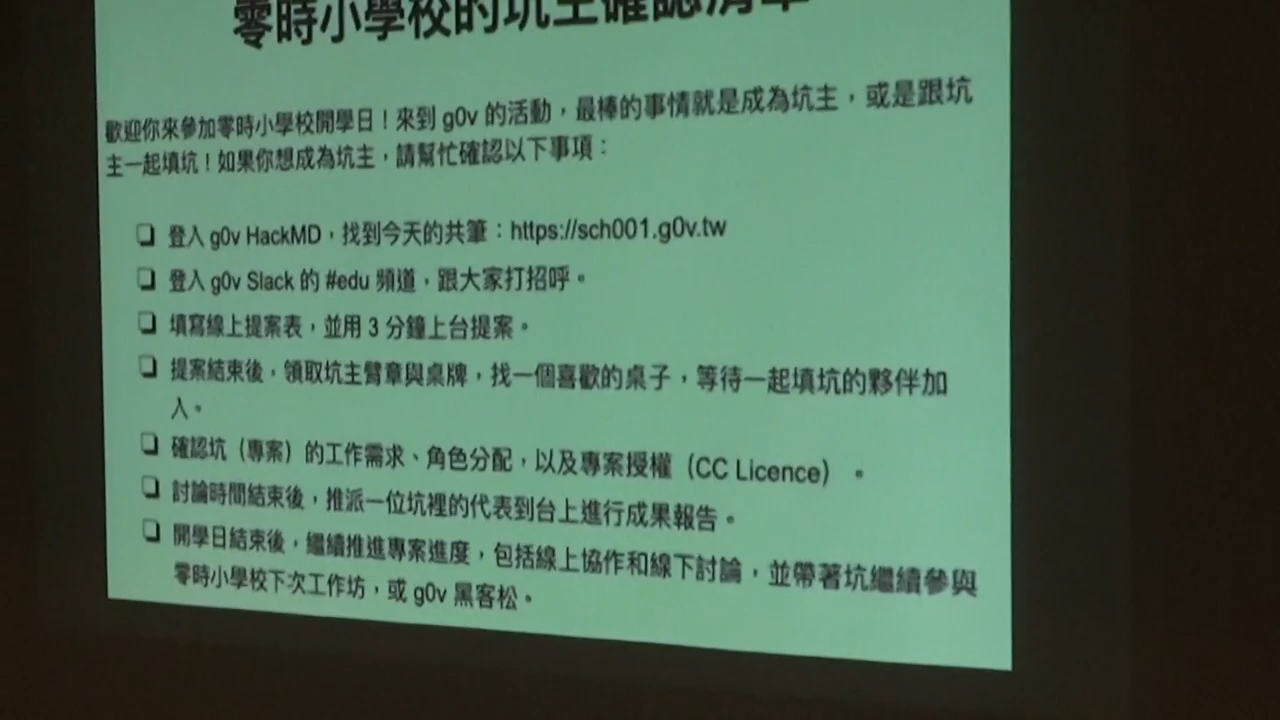 零時小學校的坑主確認清單
歡迎你來參加零時小學校開學日！來到 g0v 的活動，最棒的事情就是成為坑主，或是跟坑
主一起填坑！如果你想成為坑主，請幫忙確認以下事項：
❏ 登入 g0v HackMD，找到今天的共筆：https://sch001.g0v.tw
❏ 登入 g0v Slack 的 #edu 頻道，跟大家打招呼。
❏ 填寫線上提案表，並用 3 分鐘上台提案。
❏ 提案結束後，領取坑主臂章與桌牌，找一個喜歡的桌子，等待一起填坑的夥伴加
入。
❏ 確認坑（專案）的工作需求、角色分配，以及專案授權（CC Licence）。
❏ 討論時間結束後，推派一位坑裡的代表到台上進行成果報告。
❏ 開學日結束後，繼續推進專案進度，包括線上協作和線下討論，並帶著坑繼續參與
零時小學校下次工作坊，或 g0v 黑客松。